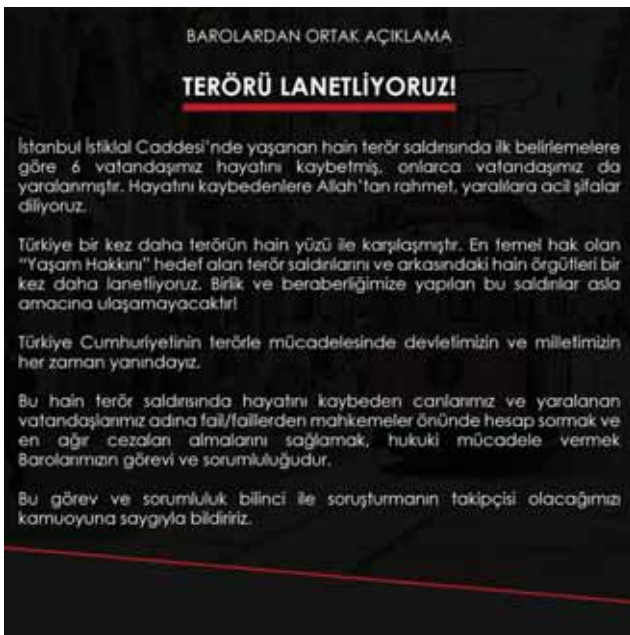 BAROLARDAN ORTAK AÇIKLAMA
TERÖRÜ LANETLİYORUZ!
İstanbul İstiklal Caddesi'nde yaşanan hain terör saldırısında ilk belirlemelere
göre 6 vatandaşımız hayatını kaybetmiş, onlarca vatandaşımız da
yaralanmıştır. Hayatını kaybedenlere Allah'tan rahmet, yaralılara acil şifalar
diliyoruz.
Türkiye bir kez daha terörün hain yüzü ile karşılaşmıştır. En temel hak olan
"Yaşam Hakkını" hedef alan terör saldırılarını ve arkasındaki hain örgütleri bir
kez daha lanetliyoruz. Birlik ve beraberliğimize yapılan bu saldırılar asla
amacına ulaşamayacaktır!
Türkiye Cumhuriyetinin terörle mücadelesinde devletimizin ve milletimizin
her zaman yanındayız.
Bu hain terör saldırısında hayatını kaybeden canlarımız ve yaralanan
vatandaşlarımız adına fail/faillerden mahkemeler önünde hesap sormak ve
en ağır cezaları almalarını sağlamak, hukuki mücadele vermek
Barolarımızın görevi ve sorumluluğudur.
Bu görev ve sorumluluk bilinci ile soruşturmanın takipçisi olacağımızı
kamuoyuna saygıyla bildiririz.